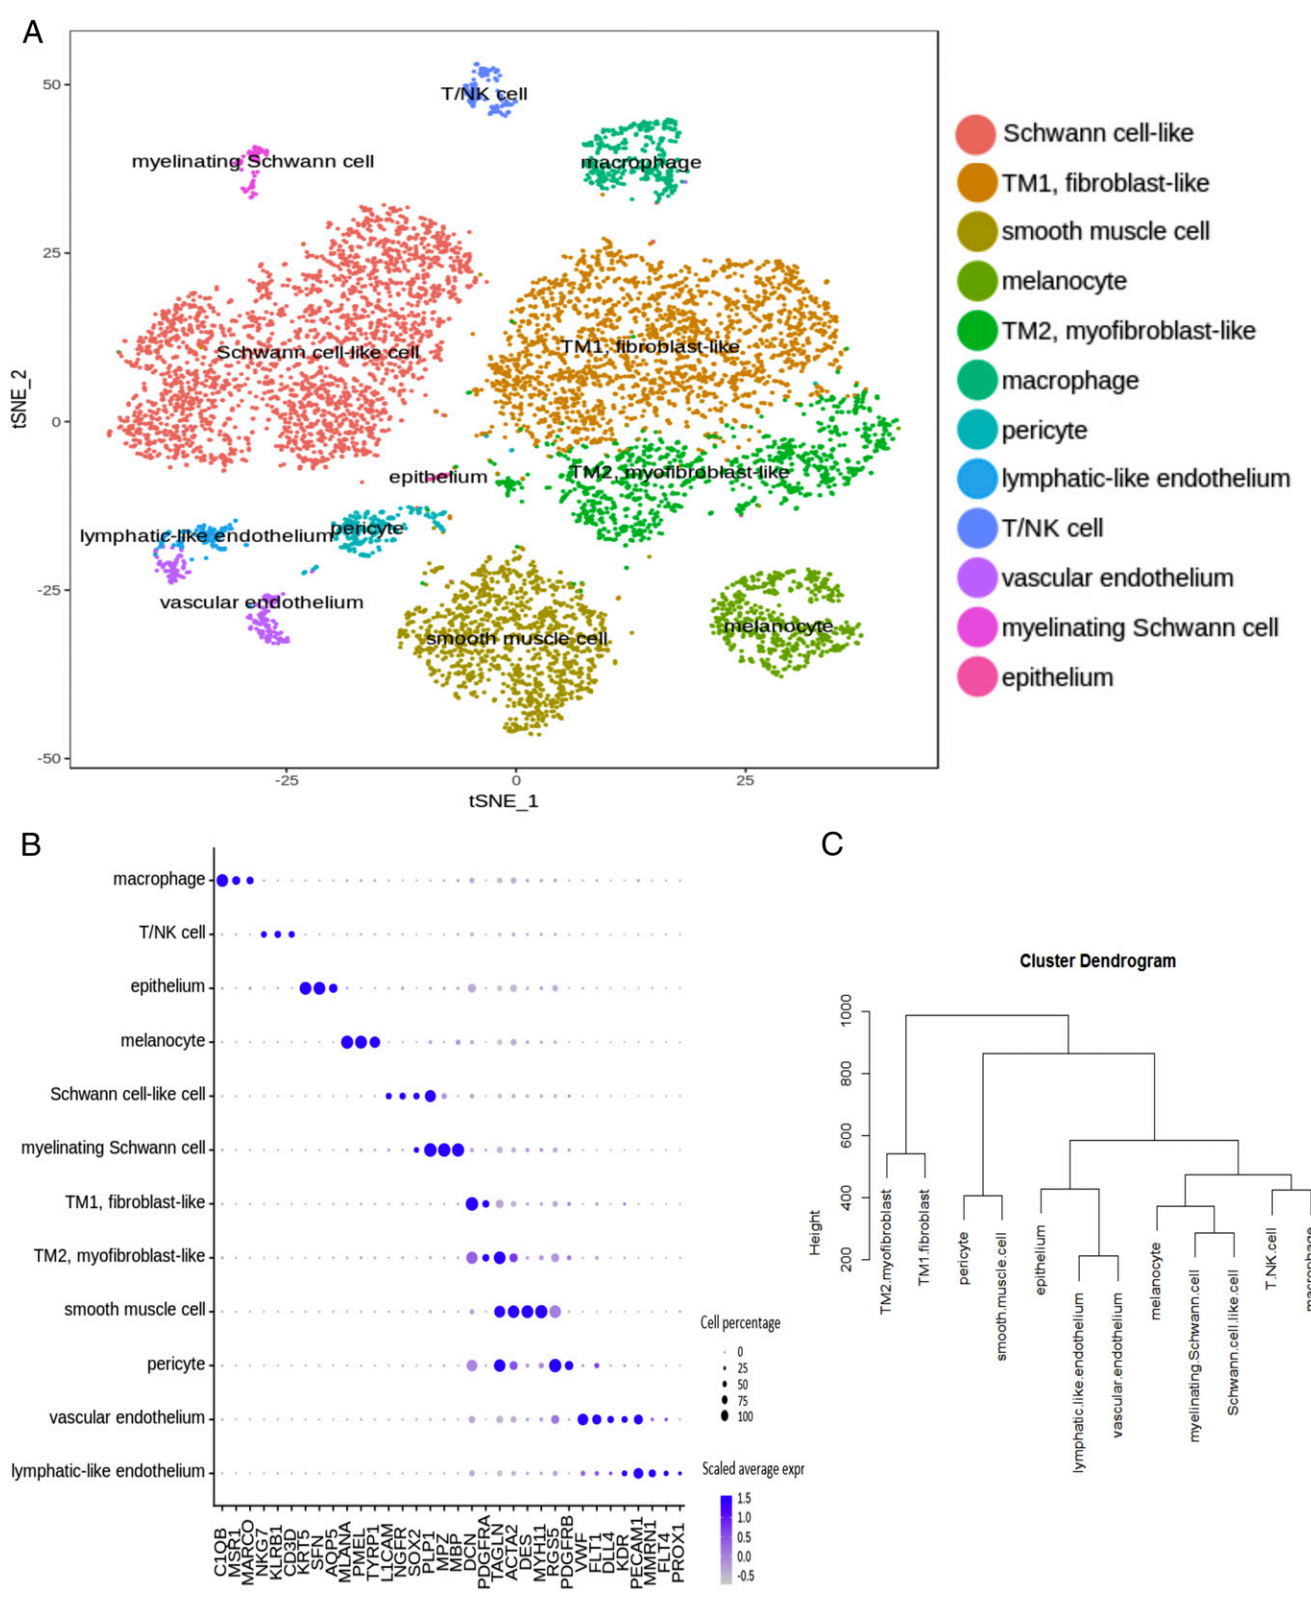 A
50
25
0
-25
-50
tSNE_2
T/NK cell
myelinating Schwann cell
macrophage
Schwann cell-like cell
TM1, fibroblast-like
epithelium
TM2, myofibroblast-like
lymphatic-like endothelium
pericyte
vascular endothelium
smooth muscle cell
melanocyte
-25
0
25
tSNE_1
Schwann cell-like
TM1, fibroblast-like
smooth muscle cell
melanocyte
TM2, myofibroblast-like
macrophage
pericyte
lymphatic-like endothelium
T/NK cell
vascular endothelium
myelinating Schwann cell
epithelium
B
macrophage
T/NK cell
epithelium
melanocyte
Schwann cell-like cell
myelinating Schwann cell
TM1, fibroblast-like
TM2, myofibroblast-like
smooth muscle cell
pericyte
vascular endothelium
lymphatic-like endothelium
C1QB
MSR1
MARCO
NKG7
KLRB1
CD3D
KRT5
SFN
AQP5
MLANA
PMEL
TYRP1
L1CAM
NGFR
SOX2
PLP1
MPZ
MBP
DCN
PDGFRA
TAGLN
ACTA2
DES
MYH11
RGS5
PDGFRB
VWF
FLT1
DLL4
KDR
PECAM1
MMRN1
FLT4
PROX1
Cell percentage
0
25
50
75
100
Scaled average expr
1.5
1.0
0.5
0.0
-0.5
C
Cluster Dendrogram
Height
1000
800
600
400
200
TM2.myofibroblast
TM1.fibroblast
pericyte
smooth.muscle.cell
epithelium
lymphatic.like.endothelium
vascular.endothelium
melanocyte
myelinating.Schwann.cell
Schwann.cell.like.cell
T.NK.cell
macrophage